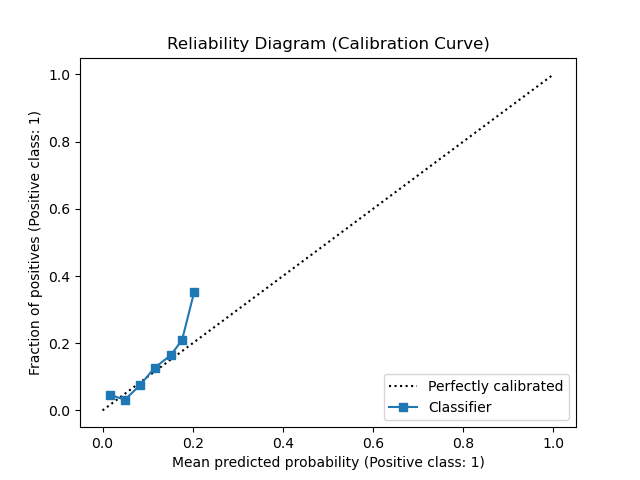 Reliability Diagram (Calibration Curve)
Fraction of positives (Positive class: 1)
1.0
0.8
0.6
0.4
0.2
0.0
0.0 0.2 0.4 0.6 0.8 1.0
Mean predicted probability (Positive class: 1)
Perfectly calibrated
Classifier